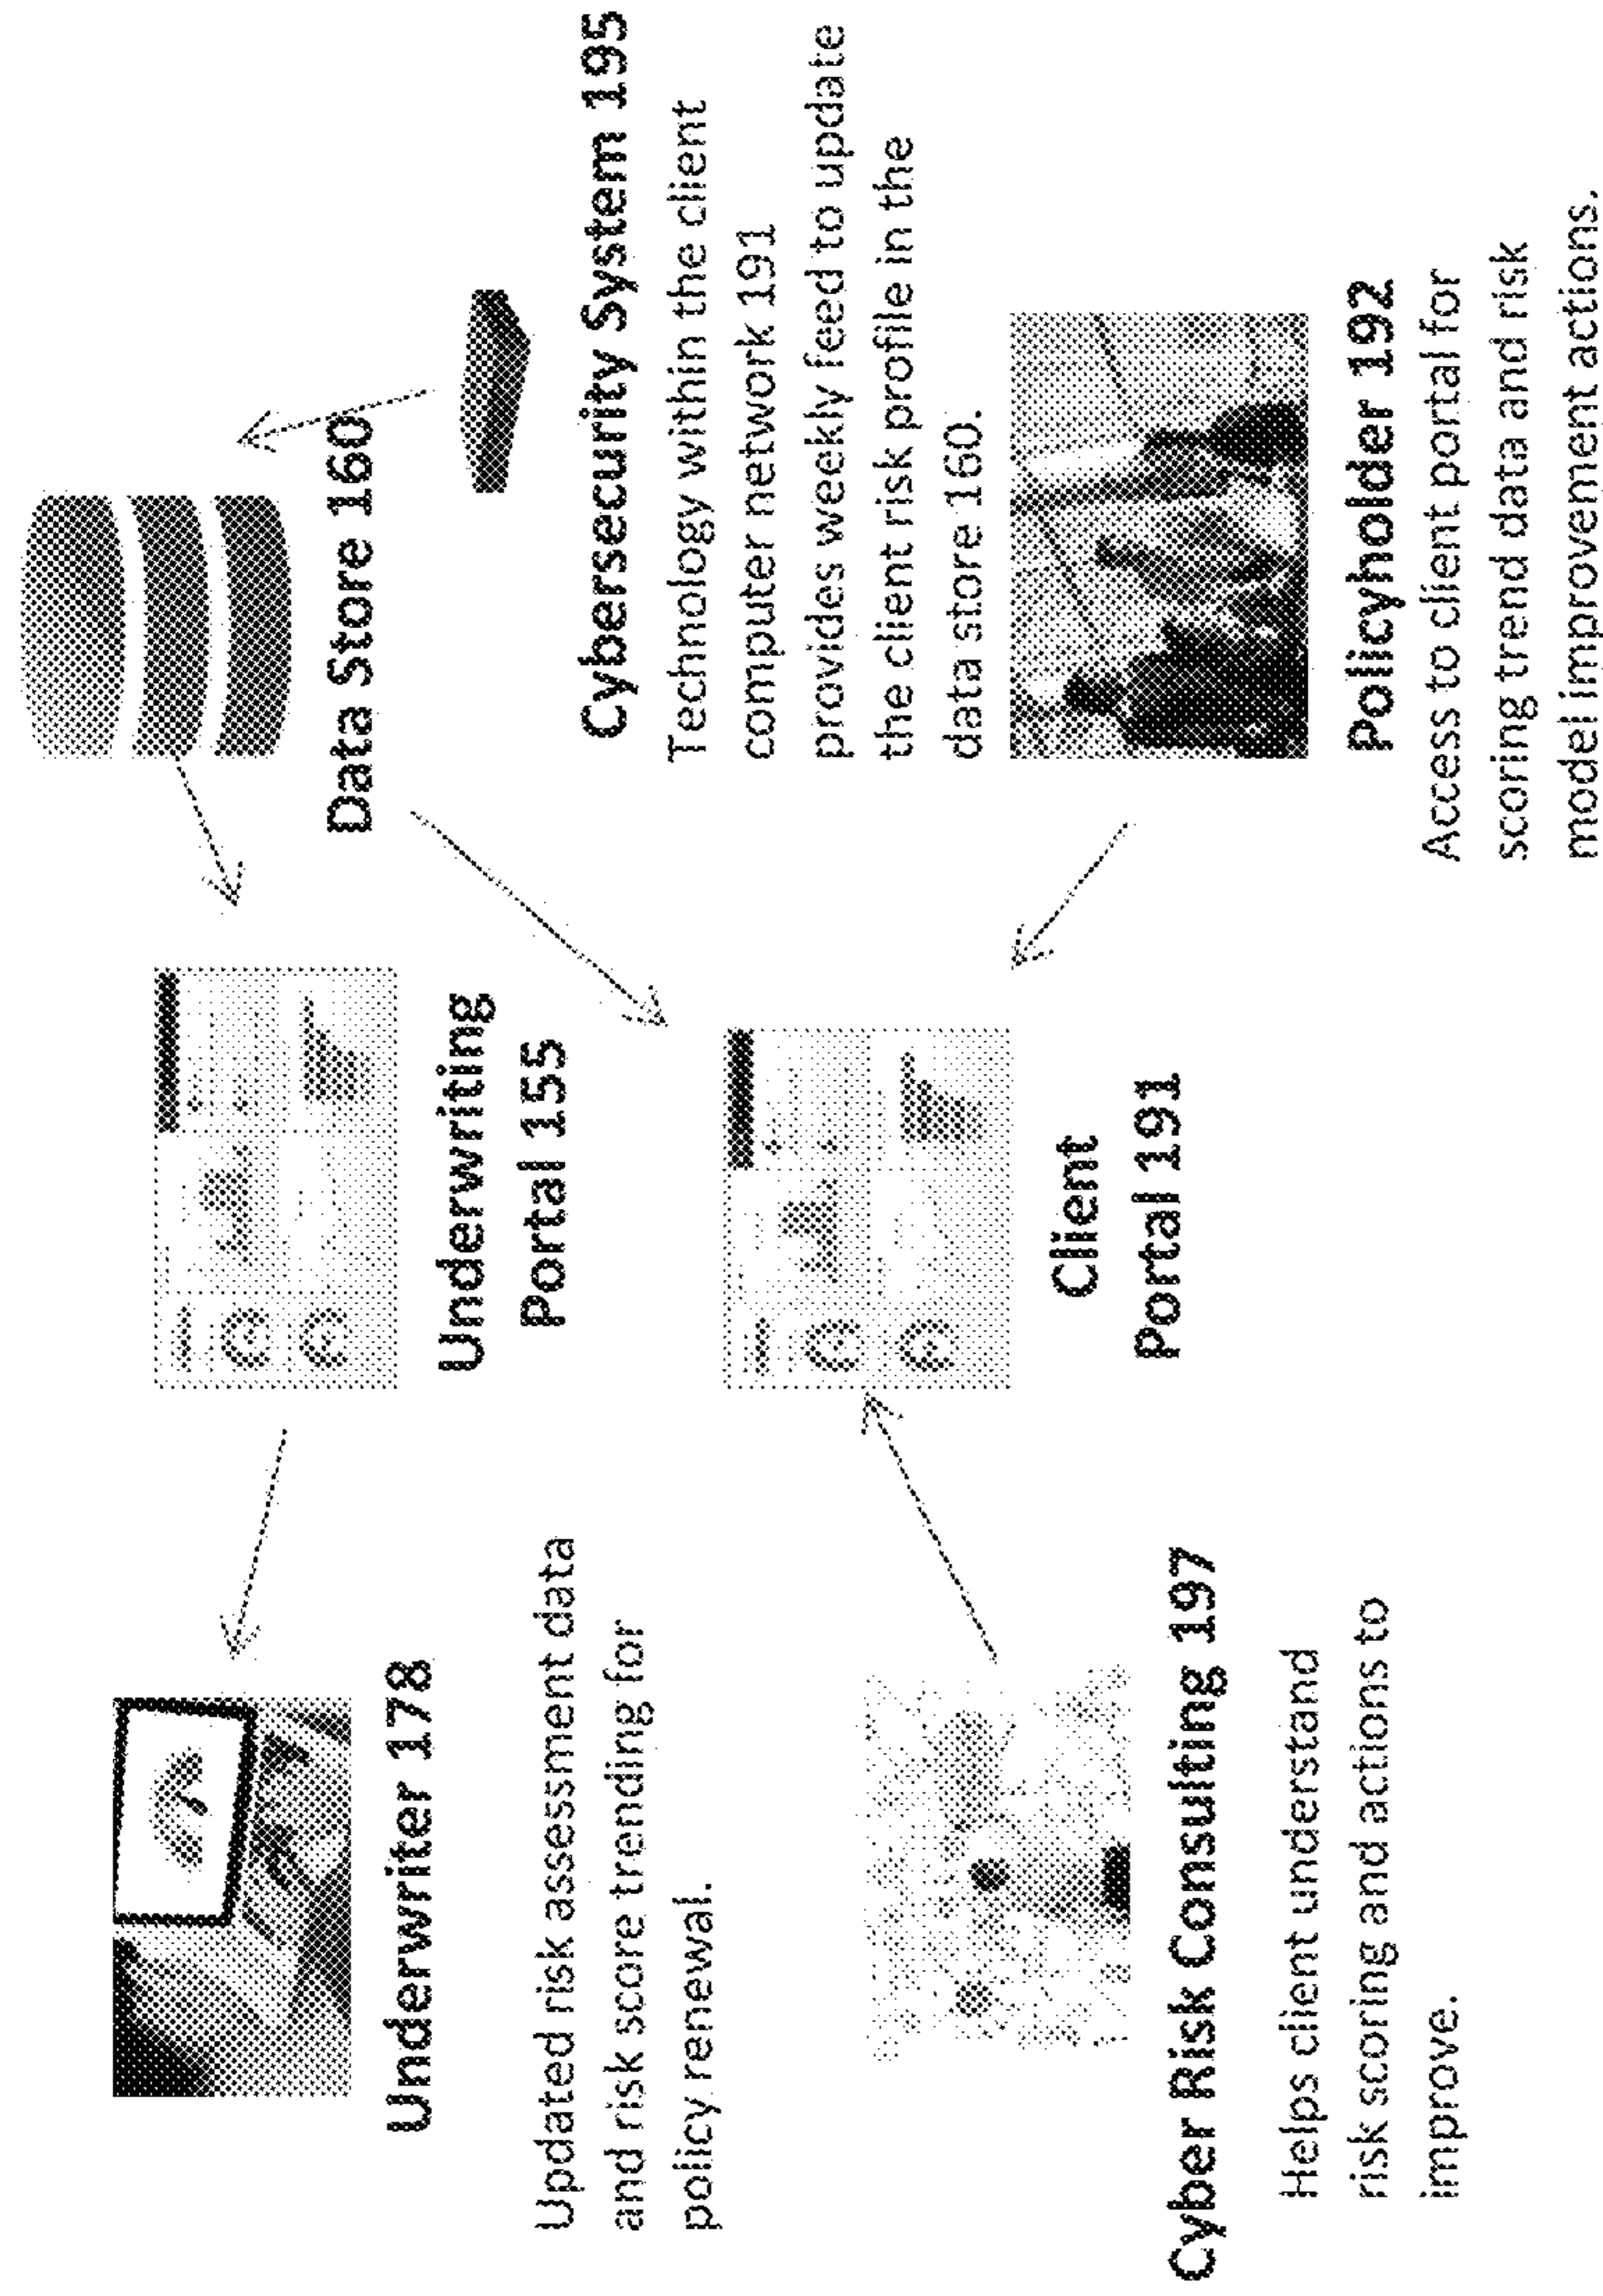 Underwriter 178
Updated risk assessment data
and risk score trending for
policy renewal.
Underwriting
Portal 155
Data Store 160
Cybersecurity System 195
Technology within the client
computer network 191
provides weekly feed to update
the client risk profile in the
data store 160.
Cyber Risk Consulting 197
Helps client understand
risk scoring and actions to
improve.
Client
Portal 191
Policyholder 192
Access to client portal for
scoring trend data and risk
model improvement actions.